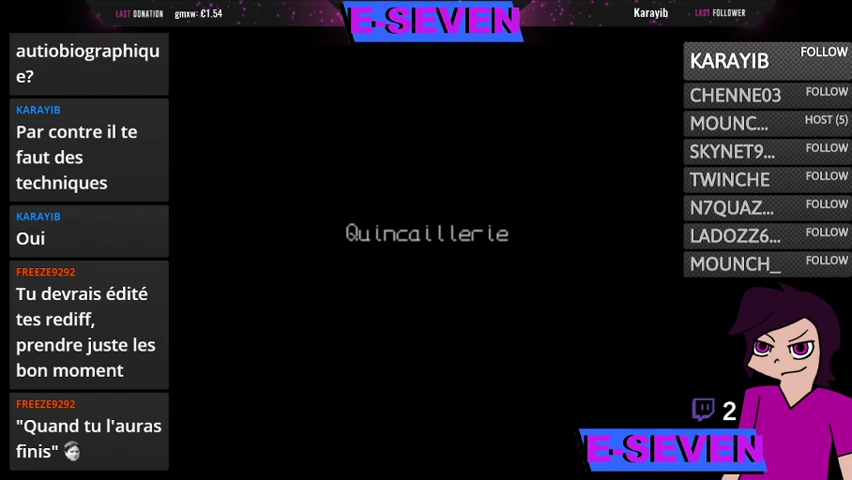 LAST DONATION gmxw: €1.54
E-SEVEN
Karayib LAST FOLLOWER
autiobiographiqu
e?
KARAYIB
Par contre il te
faut des
techniques
KARAYIB
Oui
FREEZE9292
Tu devrais édité
tes rediff,
prendre juste les
bon moment
FREEZE9292
"Quand tu l'auras
finis"
Quincaillerie
KARAYIB FOLLOW
CHENNE03 FOLLOW
MOUNC... HOST (5)
SKYNET9... FOLLOW
TWINCHE FOLLOW
N7QUAZ... FOLLOW
LADOZZ6... FOLLOW
MOUNCH_ FOLLOW
2
E-SEVEN